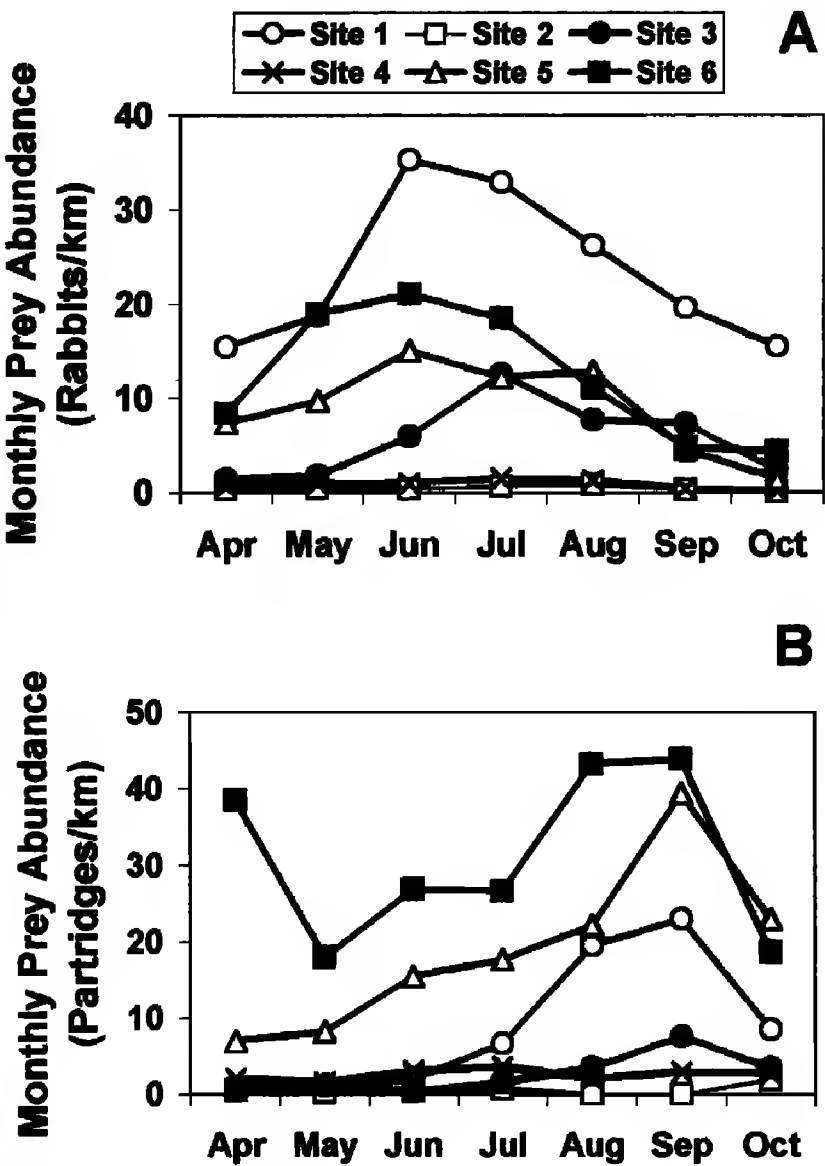 Site 1 Site 2 Site 3
Site 4 Site 5 Site 6
A
Monthly Prey Abundance
(Rabbits/km)
40
30
20
10
0
Apr May Jun Jul Aug Sep Oct
B
Monthly Prey Abundance
(Partridges/km)
50
40
30
20
10
0
Apr May Jun Jul Aug Sep Oct